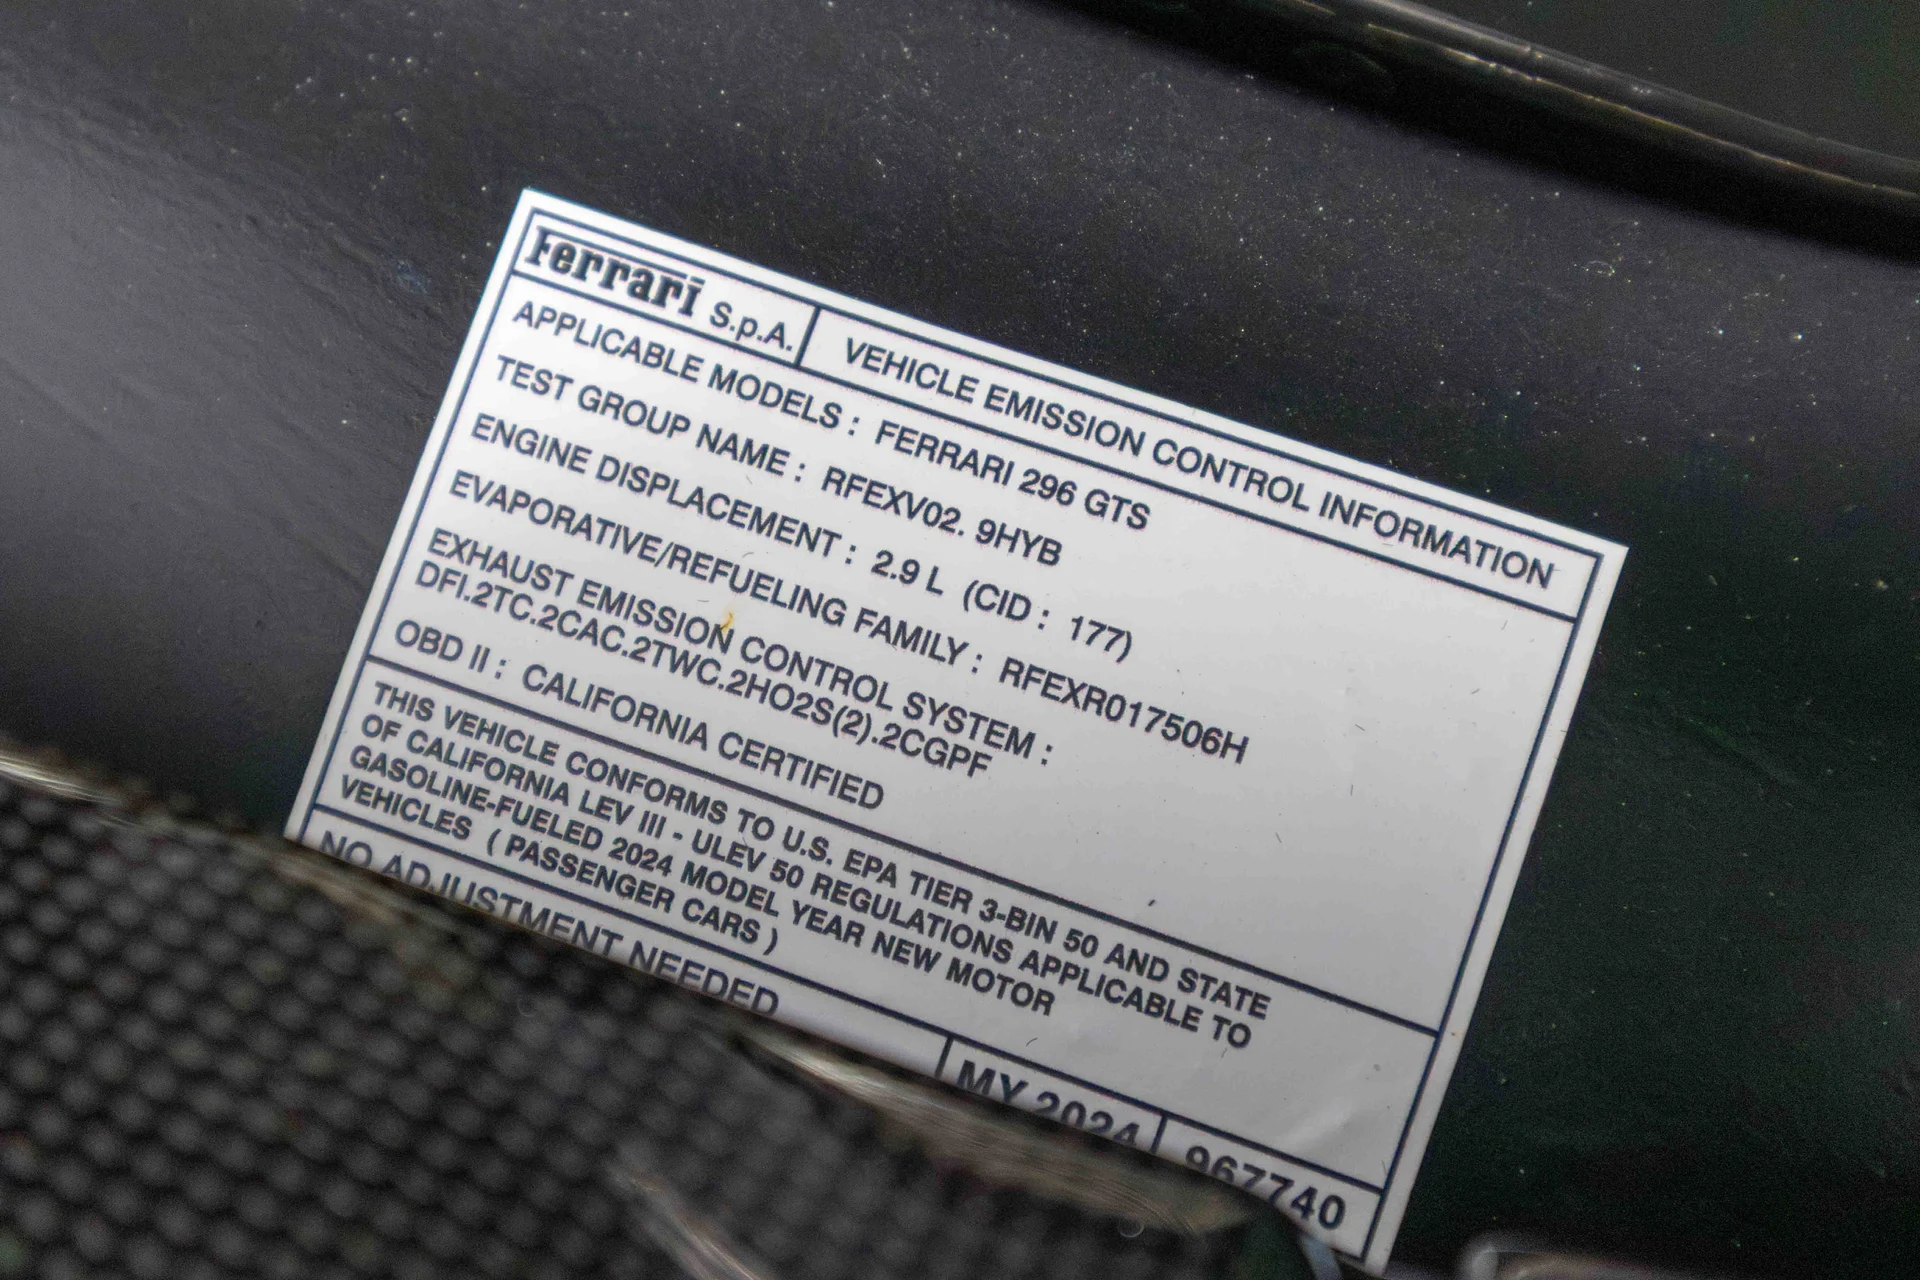 Ferrari S.p.A. VEHICLE EMISSION CONTROL INFORMATION
APPLICABLE MODELS : FERRARI 296 GTS
TEST GROUP NAME : RFEXV02. 9HYB
ENGINE DISPLACEMENT : 2.9 L (CID : 177)
EVAPORATIVE/REFUELING FAMILY : RFEXR017506H
EXHAUST EMISSION CONTROL SYSTEM :
DFI.2TC.2CAC.2TWC.2HO2S(2).2CGPF
OBD II : CALIFORNIA CERTIFIED
THIS VEHICLE CONFORMS TO U.S. EPA TIER 3-BIN 50 AND STATE
OF CALIFORNIA LEV III - ULEV 50 REGULATIONS APPLICABLE TO
GASOLINE-FUELED 2024 MODEL YEAR NEW MOTOR
VEHICLES ( PASSENGER CARS )
NO ADJUSTMENT NEEDED MY 2024 967740